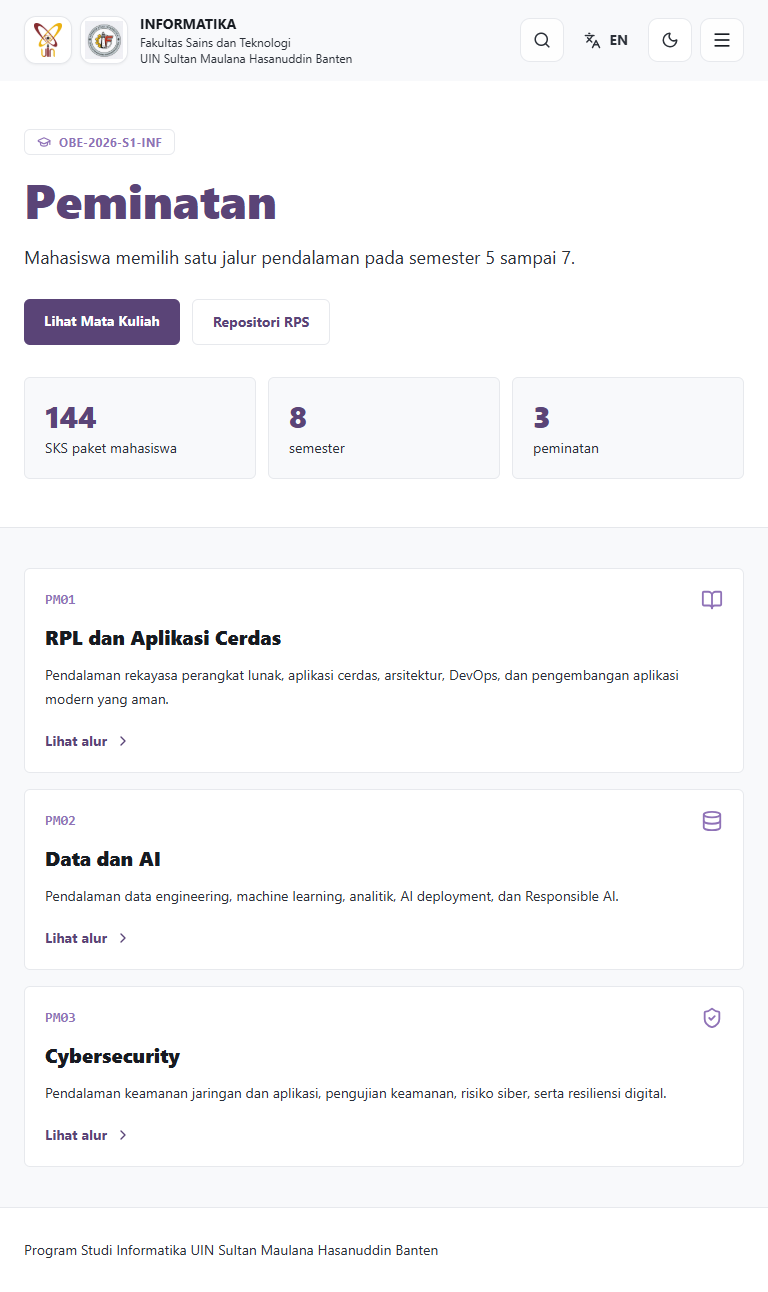 uin
INFORMATIKA
Fakultas Sains dan Teknologi
UIN Sultan Maulana Hasanuddin Banten
EN
OBE-2026-S1-INF
Peminatan
Mahasiswa memilih satu jalur pendalaman pada semester 5 sampai 7.
Lihat Mata Kuliah
Repositori RPS
144
SKS paket mahasiswa
8
semester
3
peminatan
PM01
RPL dan Aplikasi Cerdas
Pendalaman rekayasa perangkat lunak, aplikasi cerdas, arsitektur, DevOps, dan pengembangan aplikasi
modern yang aman.
Lihat alur
PM02
Data dan AI
Pendalaman data engineering, machine learning, analitik, AI deployment, dan Responsible AI.
Lihat alur
PM03
Cybersecurity
Pendalaman keamanan jaringan dan aplikasi, pengujian keamanan, risiko siber, serta resiliensi digital.
Lihat alur
Program Studi Informatika UIN Sultan Maulana Hasanuddin Banten